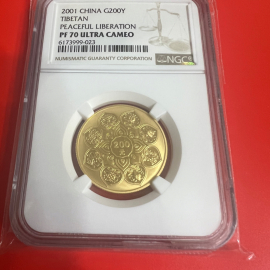 2001 CHINA G200Y
TIBETAN
PEACEFUL LIBERATION
PF 70 ULTRA CAMEO
6173999-023
NGC
NUMISMATIC GUARANTY CORPORATION
200